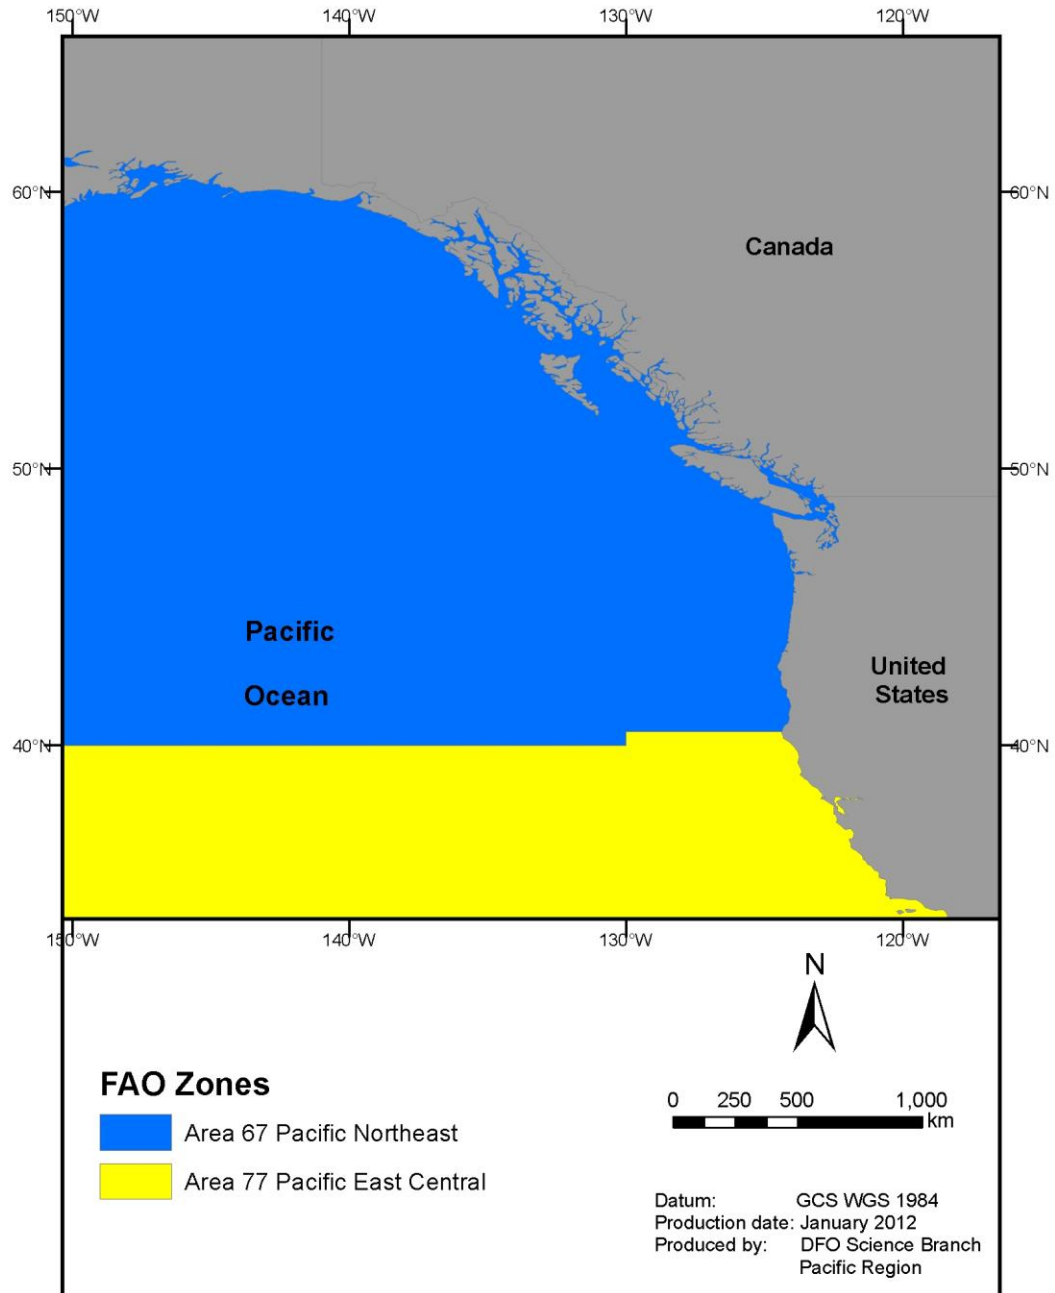 150°W 140°W 130°W 120°W
60°N 60°N
Canada
50°N 50°N
Pacific
Ocean
United
States
40°N 40°N
150°W 140°W 130°W 120°W
N
FAO Zones
Area 67 Pacific Northeast
Area 77 Pacific East Central
0 250 500 1,000
km
Datum: GCS WGS 1984
Production date: January 2012
Produced by: DFO Science Branch
Pacific Region